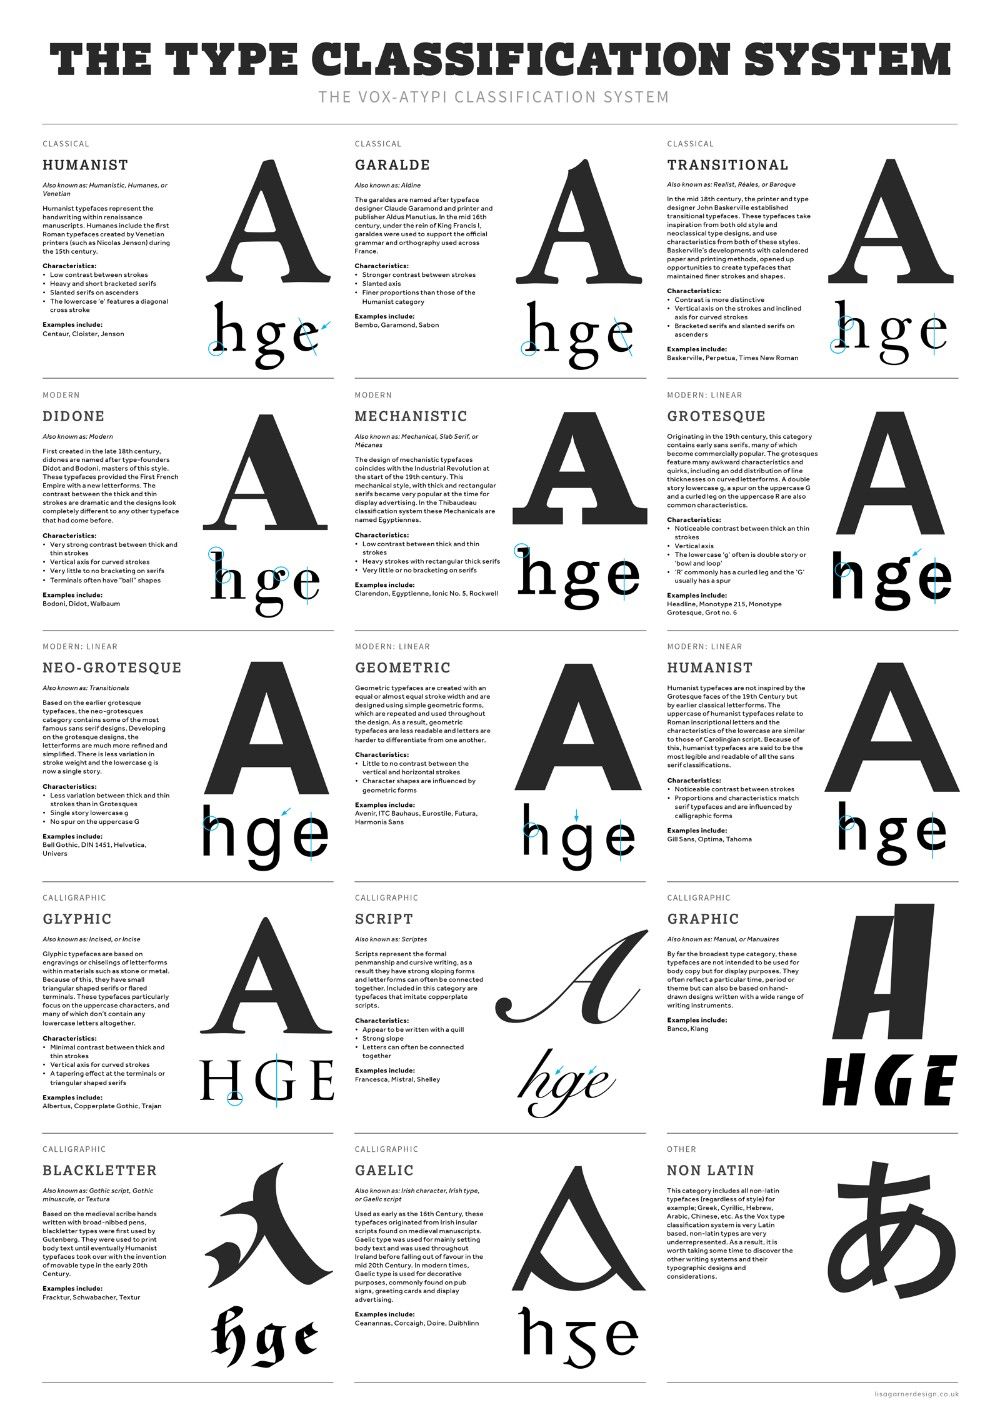 THE TYPE CLASSIFICATION SYSTEM
THE VOX-ATYPI CLASSIFICATION SYSTEM
CLASSICAL
HUMANIST
Also known as: Humanistic, Humanes, or
Venetian
Humanist typefaces represent the
handwriting within renaissance
manuscripts. Humanes include the first
Roman typefaces created by Venetian
printers (such as Nicolas Jenson) during
the 15th century.
Characteristics:
• Low contrast between strokes
• Heavy and short bracketed serifs
• Slanted serifs on ascenders
• The lowercase 'e' features a diagonal
cross stroke
Examples include:
Centaur, Cloister, Jenson
A
hge
CLASSICAL
GARALDE
Also known as: Aldine
The garaldes are named after typeface
designer Claude Garamond and printer and
publisher Aldus Manutius. In the mid 16th
century, under the rein of King Francis I,
garaldes were used to support the official
grammar and orthography used across
France.
Characteristics:
• Stronger contrast between strokes
• Slanted axis
• Finer proportions than those of the
Humanist category
Examples include:
Bembo, Garamond, Sabon
A
hge
CLASSICAL
TRANSITIONAL
Also known as: Realist, Réales, or Baroque
In the mid 18th century, the printer and type
designer John Baskerville established
transitional typefaces. These typefaces take
inspiration from both old style and
neoclassical type designs, and use
characteristics from both of these styles.
Baskerville's developments with calendered
paper and printing methods, opened up
opportunities to create typefaces that
maintained finer strokes and shapes.
Characteristics:
• Contrast is more distinctive
• Vertical axis on the strokes and inclined
axis for curved strokes
• Bracketed serifs and slanted serifs on
ascenders
Examples include:
Baskerville, Perpetua, Times New Roman
A
hge
MODERN
DIDONE
Also known as: Modern
First created in the late 18th century,
didones are named after type-founders
Didot and Bodoni, masters of this style.
These typefaces provided the First French
Empire with a new letterforms. The
contrast between the thick and thin
strokes are dramatic and the designs look
completely different to any other typeface
that had come before.
Characteristics:
• Very strong contrast between thick and
thin strokes
• Vertical axis for curved strokes
• Very little to no bracketing on serifs
• Terminals often have "ball" shapes
Examples include:
Bodoni, Didot, Walbaum
A
hge
MODERN
MECHANISTIC
Also known as: Mechanical, Slab Serif, or
Mécanes
The design of mechanistic typefaces
coincides with the Industrial Revolution at
the start of the 19th century. This
mechanical style, with thick and rectangular
serifs became very popular at the time for
display advertising. In the Thibaudeau
classification system these Mechanicals are
named Egyptiennes.
Characteristics:
• Low contrast between thick and thin
strokes
• Heavy strokes with rectangular thick serifs
• Very little or no bracketing on serifs
Examples include:
Clarendon, Egyptienne, Ionic No. 5, Rockwell
A
hge
MODERN: LINEAR
GROTESQUE
Originating in the 19th century, this category
contains early sans serifs, many of which
become commercially popular. The grotesques
feature many awkward characteristics and
quirks, including an odd distribution of line
thicknesses on curved letterforms. A double
story lowercase g, a spur on the uppercase G
and a curled leg on the uppercase R are also
common characteristics.
Characteristics:
• Noticeable contrast between thick an thin
strokes
• Vertical axis
• The lowercase 'g' often is double story or
'bowl and loop'
• 'R' commonly has a curled leg and the 'G'
usually has a spur
Examples include:
Headline, Monotype 215, Monotype
Grotesque, Grot no. 6
A
hge
MODERN: LINEAR
NEO-GROTESQUE
Also known as: Transitionals
Based on the earlier grotesque
typefaces, the neo-grotesques
category contains some of the most
famous sans serif designs. Developing
on the grotesque designs, the
letterforms are much more refined and
simplified. There is less variation in
stroke weight and the lowercase g is
now a single story.
Characteristics:
• Less variation between thick and thin
strokes than in Grotesques
• Single story lowercase g
• No spur on the uppercase G
Examples include:
Bell Gothic, DIN 1451, Helvetica,
Univers
A
hge
MODERN: LINEAR
GEOMETRIC
Geometric typefaces are created with an
equal or almost equal stroke width and are
designed using simple geometric forms,
which are repeated and used throughout
the design. As a result, geometric
typefaces are less readable and letters are
harder to differentiate from one another.
Characteristics:
• Little to no contrast between the
vertical and horizontal strokes
• Character shapes are influenced by
geometric forms
Examples include:
Avenir, ITC Bauhaus, Eurostile, Futura,
Harmonia Sans
A
hge
MODERN: LINEAR
HUMANIST
Humanist typefaces are not inspired by the
Grotesque faces of the 19th Century but
by earlier classical letterforms. The
uppercase of humanist typefaces relate to
Roman inscriptional letters and the
characteristics of the lowercase are similar
to those of Carolingian script. Because of
this, humanist typefaces are said to be the
most legible and readable of all the sans
serif classifications.
Characteristics:
• Noticeable contrast between strokes
• Proportions and characteristics match
serif typefaces and are influenced by
calligraphic forms
Examples include:
Gill Sans, Optima, Tahoma
A
hge
CALLIGRAPHIC
GLYPHIC
Also known as: Incised, or Incise
Glyphic typefaces are based on
engravings or chiselings of letterforms
within materials such as stone or metal.
Because of this, they have small
triangular shaped serifs or flared
terminals. These typefaces particularly
focus on the uppercase characters, and
many of which don't contain any
lowercase letters altogether.
Characteristics:
• Minimal contrast between thick and
thin strokes
• Vertical axis for curved strokes
• A tapering effect at the terminals or
triangular shaped serifs
Examples include:
Albertus, Copperplate Gothic, Trajan
A
HGE
CALLIGRAPHIC
SCRIPT
Also known as: Scriptes
Scripts represent the formal
penmanship and cursive writing, as a
result they have strong sloping forms
and letterforms can often be connected
together. Included in this category are
typefaces that imitate copperplate
scripts.
Characteristics:
• Appear to be written with a quill
• Strong slope
• Letters can often be connected
together
Examples include:
Francesca, Mistral, Shelley
A
hge
CALLIGRAPHIC
GRAPHIC
Also known as: Manual, or Manuaires
By far the broadest type category, these
typefaces are not intended to be used for
body copy but for display purposes. They
often reflect a particular time, period or
theme but can also be based on hand-
drawn designs written with a wide range of
writing instruments.
Examples include:
Banco, Klang
A
HGE
CALLIGRAPHIC
BLACKLETTER
Also known as: Gothic script, Gothic
minuscule, or Textura
Based on the medieval scribe hands
written with broad-nibbed pens,
blackletter types were first used by
Gutenberg. They were used to print
body text until eventually Humanist
typefaces took over with the invention
of movable type in the early 20th
Century.
Examples include:
Fracktur, Schwabacher, Textur
A
hge
CALLIGRAPHIC
GAELIC
Also known as: Irish character, Irish type,
or Gaelic script
Used as early as the 16th Century, these
typefaces originated from Irish insular
scripts found on medieval manuscripts.
Gaelic type was used for mainly setting
body text and was used throughout
Ireland before falling out of favour in the
mid 20th Century. In modern times,
Gaelic type is used for decorative
purposes, commonly found on pub
signs, greeting cards and display
advertising.
Examples include:
Ceanannas, Corcaigh, Doire, Duibhlinn
A
hge
OTHER
NON LATIN
This category includes all non-latin
typefaces (regardless of style) for
example; Greek, Cyrillic, Hebrew,
Arabic, Chinese, etc. As the Vox type
classification system is very Latin
based, non-latin types are very
underrepresented. As a result, it is
worth taking some time to discover the
other writing systems and their
typographic designs and
considerations.
あ
lisagarnerdesign.co.uk